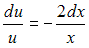 du/u = - 2dx/x